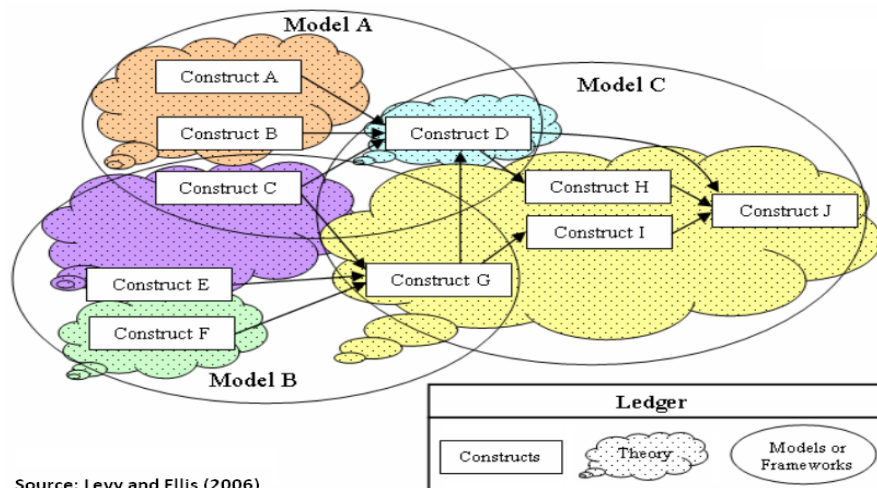 Model A
Construct A
Model C
Construct B
Construct D
Construct C
Construct H
Construct J
Construct I
Construct E
Construct G
Construct F
Model B
Ledger
Constructs
Theory
Models or
Frameworks
Source: Levy and Ellis (2006)